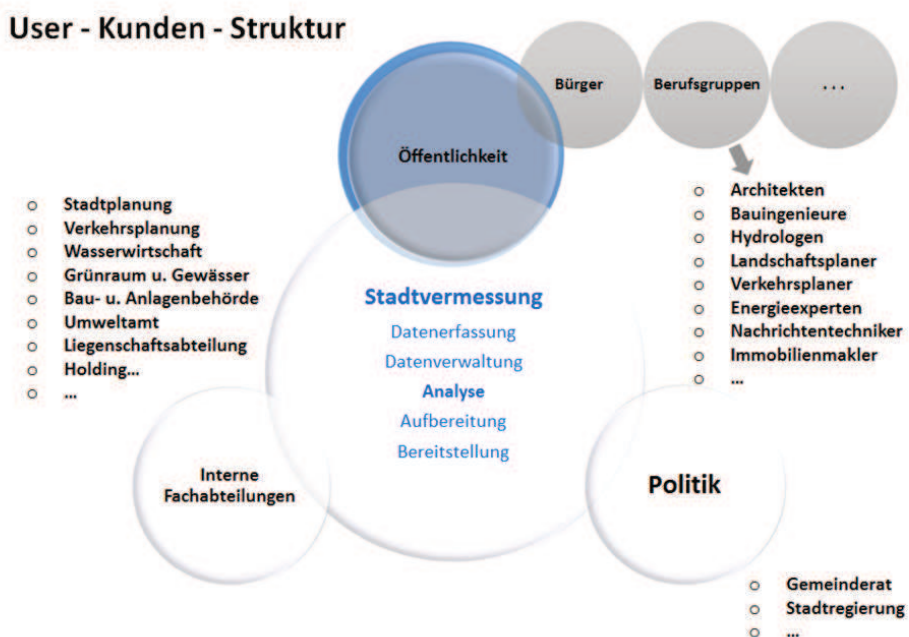 User - Kunden - Struktur
Bürger
Berufsgruppen
...
Öffentlichkeit
o Architekten
o Bauingenieure
o Hydrologen
o Landschaftsplaner
o Verkehrsplaner
o Energieexperten
o Nachrichtentechniker
o Immobilienmakler
o ...
o Stadtplanung
o Verkehrsplanung
o Wasserwirtschaft
o Grünraum u. Gewässer
o Bau- u. Anlagenbehörde
o Umweltamt
o Liegenschaftsabteilung
o Holding...
o ...
Stadtvermessung
Datenerfassung
Datenverwaltung
Analyse
Aufbereitung
Bereitstellung
Interne
Fachabteilungen
Politik
o Gemeinderat
o Stadtregierung
o ...